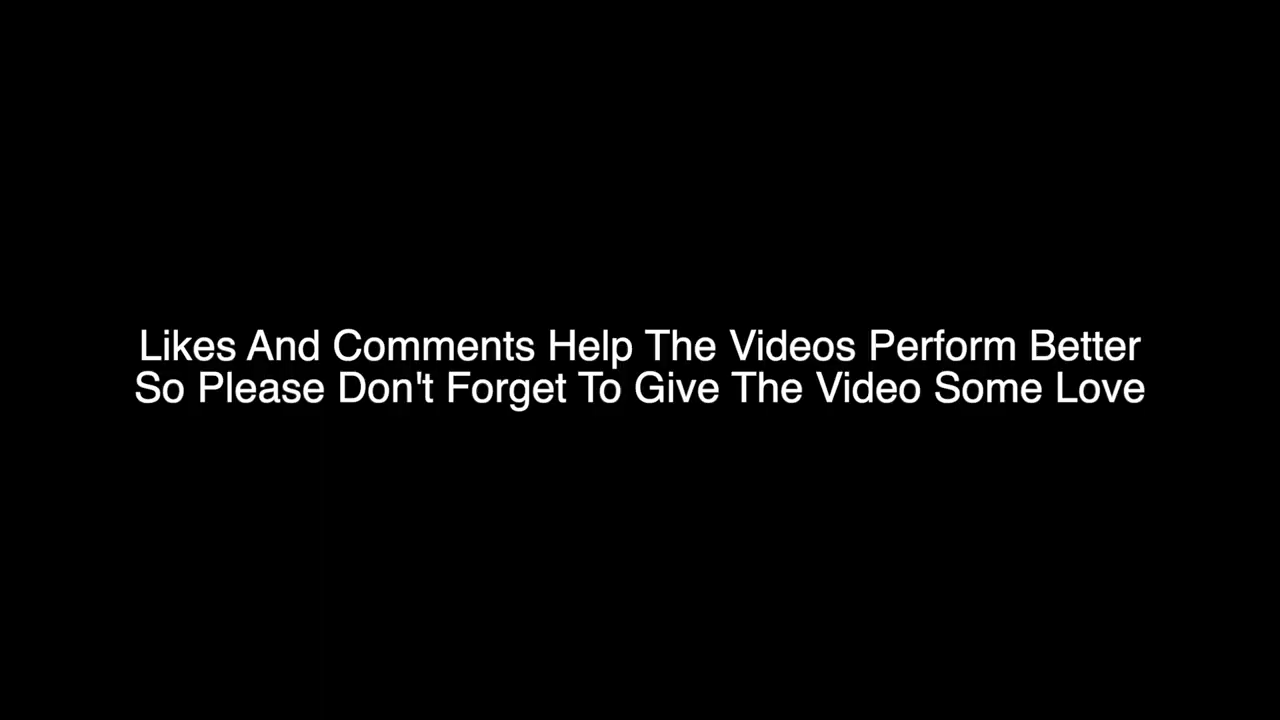 Likes And Comments Help The Videos Perform Better
So Please Don't Forget To Give The Video Some Love